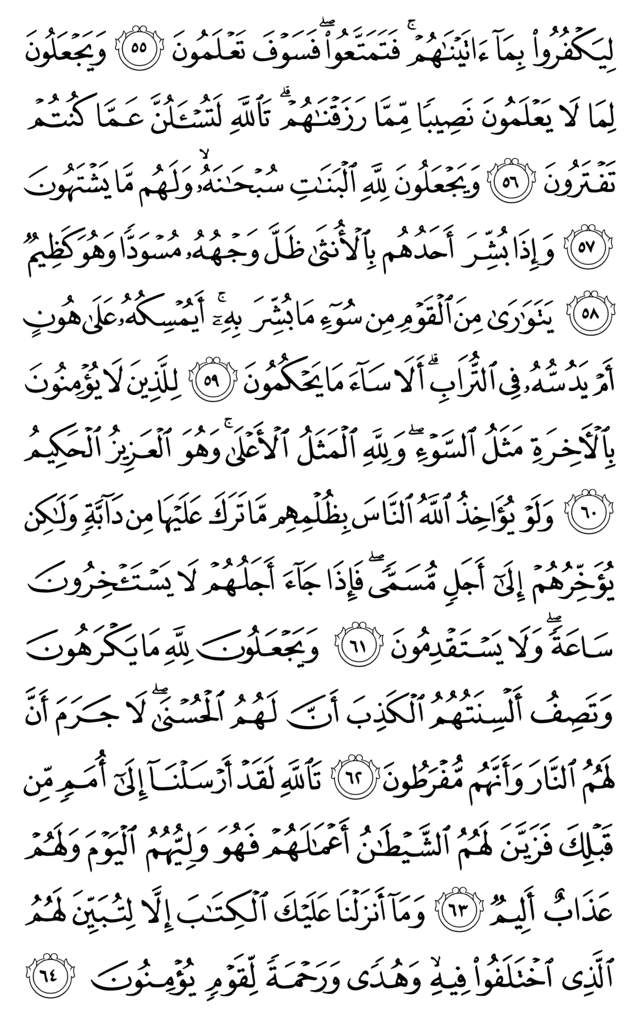 لِيَكْفُرُوا۟ بِمَآ ءَاتَيْنَٰهُمْ ۚ فَتَمَتَّعُوا۟ ۖ فَسَوْفَ تَعْلَمُونَ ﴿٥٥﴾ وَيَجْعَلُونَ
لِمَا لَا يَعْلَمُونَ نَصِيبًا مِّمَّا رَزَقْنَٰهُمْ ۗ تَٱللَّهِ لَتُسْـَٔلُنَّ عَمَّا كُنتُمْ
تَفْتَرُونَ ﴿٥٦﴾ وَيَجْعَلُونَ لِلَّهِ ٱلْبَنَٰتِ سُبْحَٰنَهُۥ ۙ وَلَهُم مَّا يَشْتَهُونَ
﴿٥٧﴾ وَإِذَا بُشِّرَ أَحَدُهُم بِٱلْأُنثَىٰ ظَلَّ وَجْهُهُۥ مُسْوَدًّا وَهُوَ كَظِيمٌ
﴿٥٨﴾ يَتَوَٰرَىٰ مِنَ ٱلْقَوْمِ مِن سُوٓءِ مَا بُشِّرَ بِهِۦٓ ۚ أَيُمْسِكُهُۥ عَلَىٰ هُونٍ
أَمْ يَدُسُّهُۥ فِى ٱلتُّرَابِ ۗ أَلَا سَآءَ مَا يَحْكُمُونَ ﴿٥٩﴾ لِلَّذِينَ لَا يُؤْمِنُونَ
بِٱلْءَاخِرَةِ مَثَلُ ٱلسَّوْءِ ۖ وَلِلَّهِ ٱلْمَثَلُ ٱلْأَعْلَىٰ ۚ وَهُوَ ٱلْعَزِيزُ ٱلْحَكِيمُ
﴿٦٠﴾ وَلَوْ يُؤَاخِذُ ٱللَّهُ ٱلنَّاسَ بِظُلْمِهِم مَّا تَرَكَ عَلَيْهَا مِن دَآبَّةٍ وَلَٰكِن
يُؤَخِّرُهُمْ إِلَىٰٓ أَجَلٍ مُّسَمًّى ۖ فَإِذَا جَآءَ أَجَلُهُمْ لَا يَسْتَـْٔخِرُونَ
سَاعَةً ۖ وَلَا يَسْتَقْدِمُونَ ﴿٦١﴾ وَيَجْعَلُونَ لِلَّهِ مَا يَكْرَهُونَ
وَتَصِفُ أَلْسِنَتُهُمُ ٱلْكَذِبَ أَنَّ لَهُمُ ٱلْحُسْنَىٰ ۖ لَا جَرَمَ أَنَّ
لَهُمُ ٱلنَّارَ وَأَنَّهُم مُّفْرَطُونَ ﴿٦٢﴾ تَٱللَّهِ لَقَدْ أَرْسَلْنَآ إِلَىٰٓ أُمَمٍ مِّن
قَبْلِكَ فَزَيَّنَ لَهُمُ ٱلشَّيْطَٰنُ أَعْمَٰلَهُمْ فَهُوَ وَلِيُّهُمُ ٱلْيَوْمَ وَلَهُمْ
عَذَابٌ أَلِيمٌ ﴿٦٣﴾ وَمَآ أَنزَلْنَا عَلَيْكَ ٱلْكِتَٰبَ إِلَّا لِتُبَيِّنَ لَهُمُ
ٱلَّذِى ٱخْتَلَفُوا۟ فِيهِ ۙ وَهُدًى وَرَحْمَةً لِّقَوْمٍ يُؤْمِنُونَ ﴿٦٤﴾